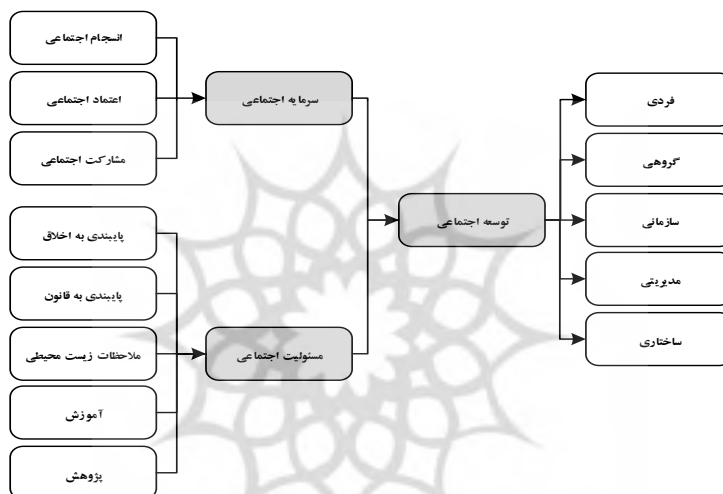 انسجام اجتماعی
اعتماد اجتماعی
مشارکت اجتماعی
سرمایه اجتماعی
پایبندی به اخلاق
پایبندی به قانون
ملاحظات زیست محیطی
آموزش
پژوهش
مسئولیت اجتماعی
توسعه اجتماعی
فردی
گروهی
سازمانی
مدیریتی
ساختاری